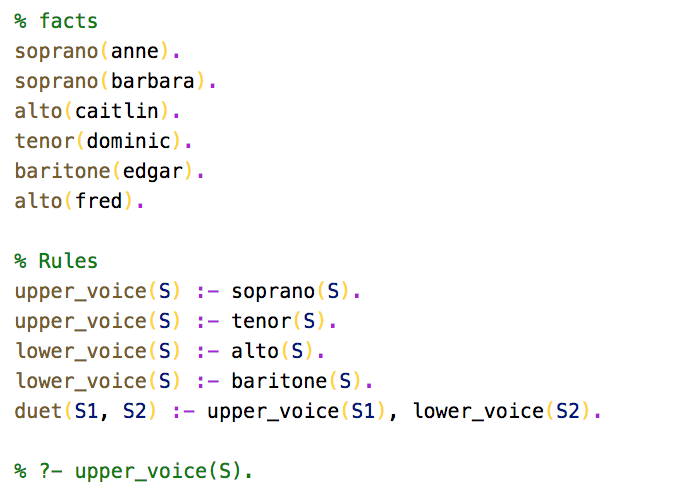 % facts
soprano(anne).
soprano(barbara).
alto(caitlin).
tenor(dominic).
baritone(edgar).
alto(fred).
% Rules
upper_voice(S) :- soprano(S).
upper_voice(S) :- tenor(S).
lower_voice(S) :- alto(S).
lower_voice(S) :- baritone(S).
duet(S1, S2) :- upper_voice(S1), lower_voice(S2).
% ?- upper_voice(S).